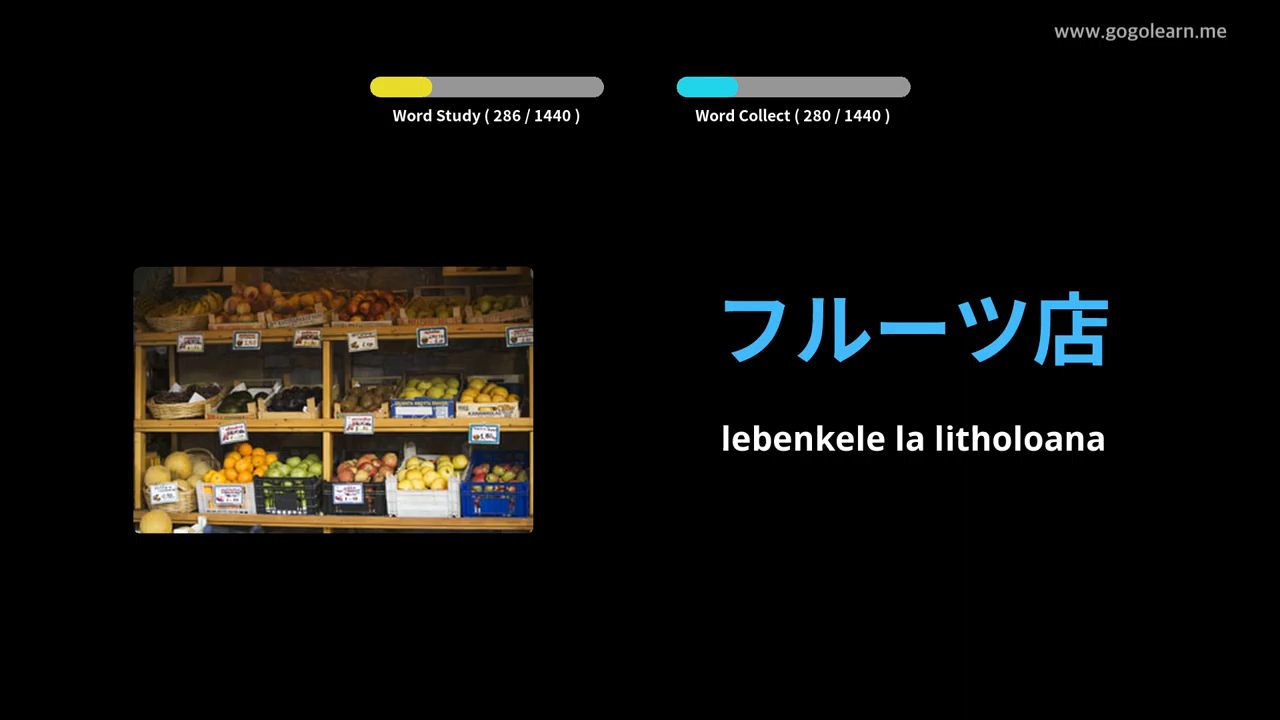 www.gogolearn.me
Word Study ( 286 / 1440 )
Word Collect ( 280 / 1440 )
フルーツ店
lebenkele la litholoana